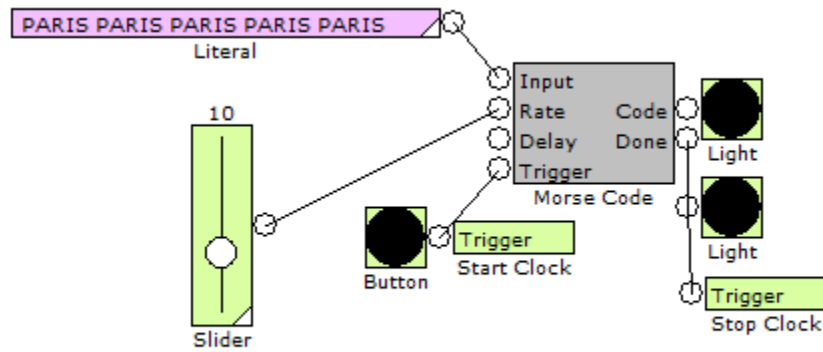 PARIS PARIS PARIS PARIS PARIS
Literal
10
Slider
Button
Trigger
Start Clock
Input
Rate
Delay
Trigger
Code
Done
Morse Code
Light
Light
Trigger
Stop Clock